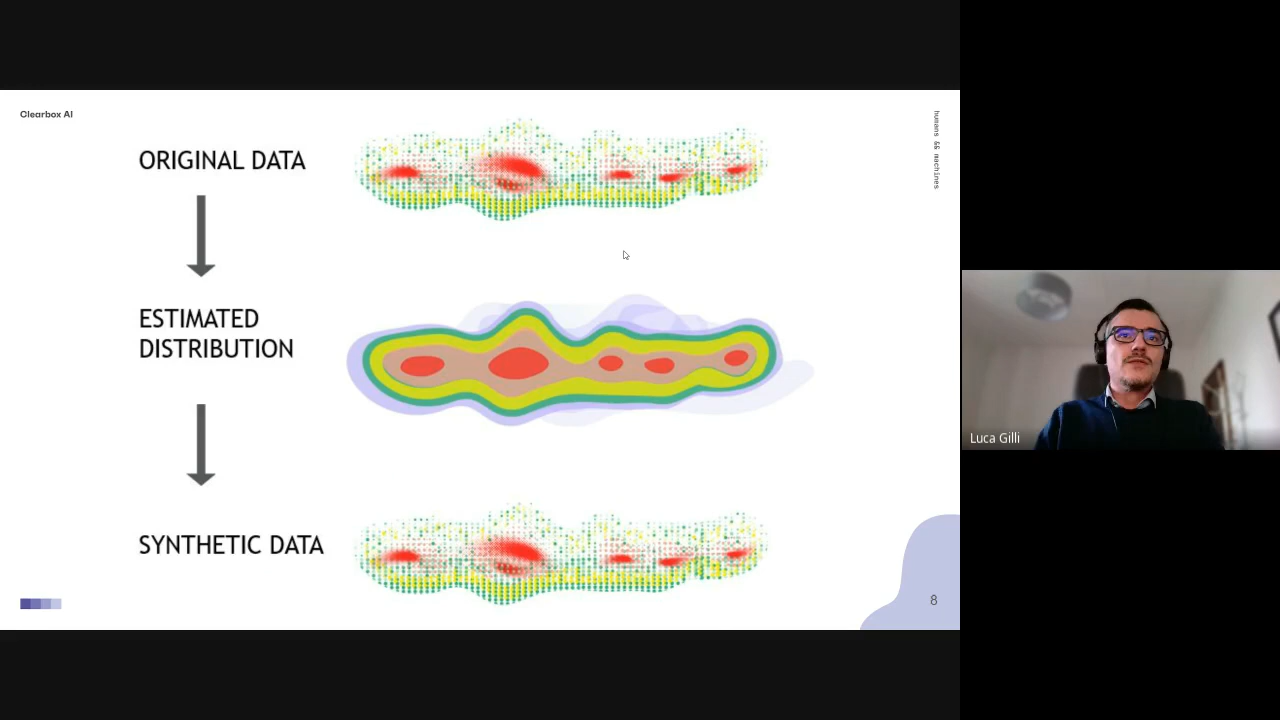 Clearbox AI
humans && machines
ORIGINAL DATA
ESTIMATED
DISTRIBUTION
SYNTHETIC DATA
8
Luca Gilli